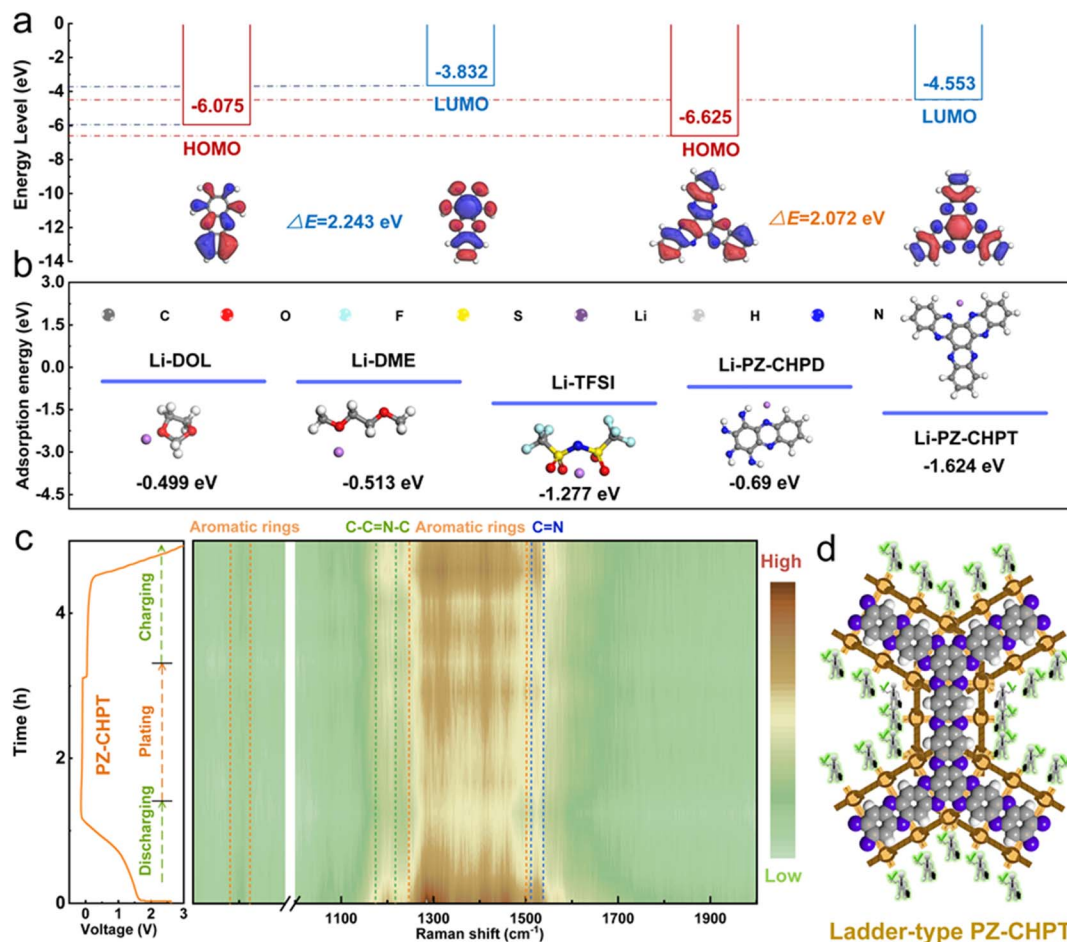 a
0
-2
-4
-6
-8
-10
-12
-14
Energy Level (eV)
-6.075
HOMO
-3.832
LUMO
-6.625
HOMO
-4.553
LUMO
△E=2.243 eV
△E=2.072 eV
b
3.0
1.5
0.0
-1.5
-3.0
-4.5
Adsorption energy (eV)
C O F S Li H N
Li-DOL
-0.499 eV
Li-DME
-0.513 eV
Li-TFSI
-1.277 eV
Li-PZ-CHPD
-0.69 eV
Li-PZ-CHPT
-1.624 eV
c
Aromatic rings C-C=N-C Aromatic rings C=N
Time (h)
4
2
0
PZ-CHPT
Charging
Plating
Discharging
0 1 2 3
Voltage (V)
1100 1300 1500 1700 1900
Raman shift (cm⁻¹)
High
Low
d
Ladder-type PZ-CHPT